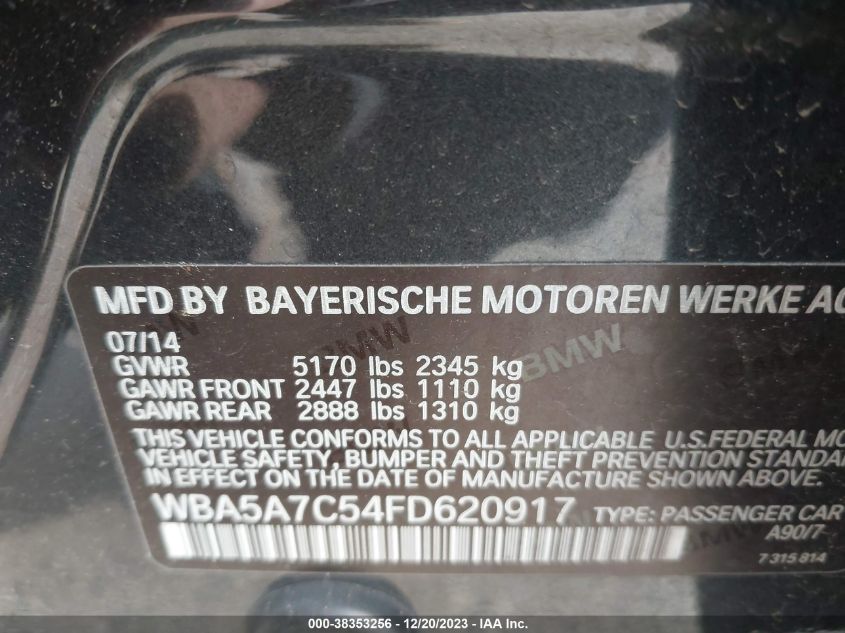 MFD BY BAYERISCHE MOTOREN WERKE AG
07/14
GVWR 5170 lbs 2345 kg
GAWR FRONT 2447 lbs 1110 kg
GAWR REAR 2888 lbs 1310 kg
THIS VEHICLE CONFORMS TO ALL APPLICABLE U.S.FEDERAL MO
VEHICLE SAFETY, BUMPER AND THEFT PREVENTION STANDA
IN EFFECT ON THE DATE OF MANUFACTURE SHOWN ABOVE.
WBA5A7C54FD620917 TYPE: PASSENGER CAR
A90/7
7 315 814
BMW
BMW
000-38353256 - 12/20/2023 - © IAA, Inc.